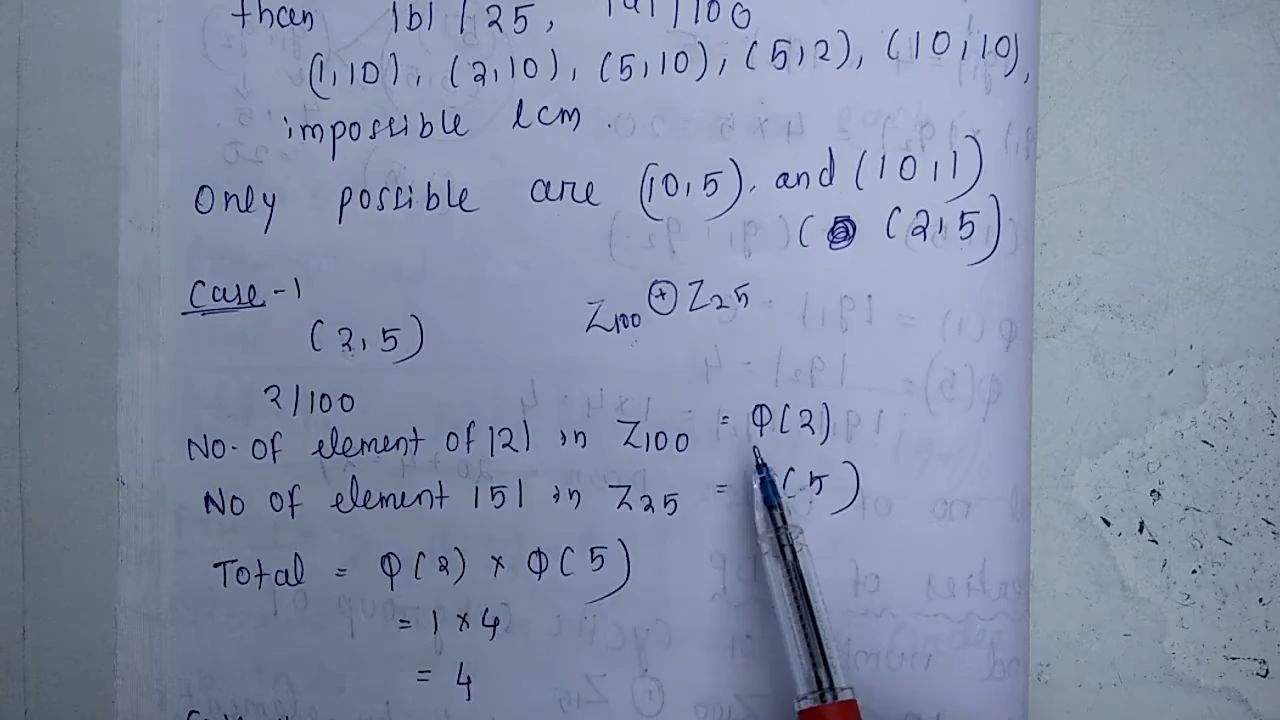 than |b| / 25, |a| / 100
(1,10), (2,10), (5,10), (5,2), (10,10),
impossible lcm.
Only possible are (10,5). and (10,1)
( (2,5)
Case-1
(2,5) Z100 ⊕ Z25
2/100
No. of element of |2| in Z100 = Φ(2)
No of element |5| in Z25 = (5)
Total = Φ(2) × Φ(5)
= 1 × 4
= 4